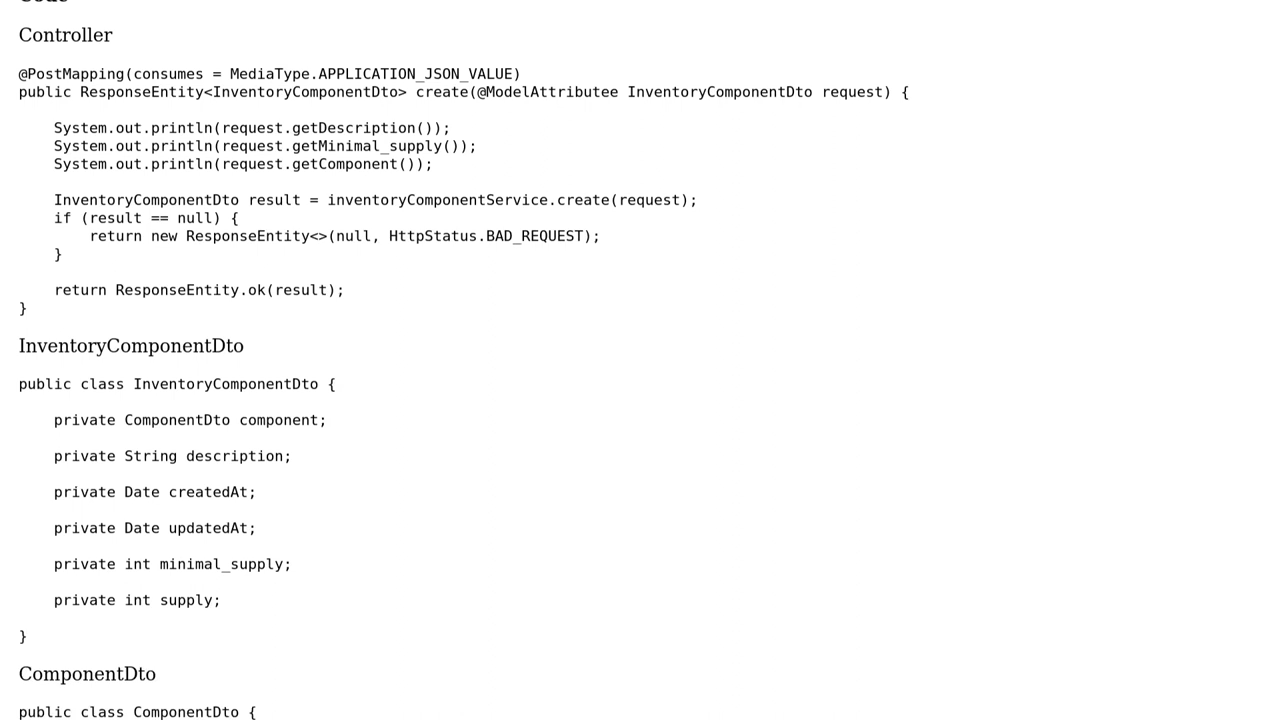 Controller
@PostMapping(consumes = MediaType.APPLICATION_JSON_VALUE)
public ResponseEntity<InventoryComponentDto> create(@ModelAttributee InventoryComponentDto request) {
System.out.println(request.getDescription());
System.out.println(request.getMinimal_supply());
System.out.println(request.getComponent());
InventoryComponentDto result = inventoryComponentService.create(request);
if (result == null) {
return new ResponseEntity<>(null, HttpStatus.BAD_REQUEST);
}
return ResponseEntity.ok(result);
}
InventoryComponentDto
public class InventoryComponentDto {
private ComponentDto component;
private String description;
private Date createdAt;
private Date updatedAt;
private int minimal_supply;
private int supply;
}
ComponentDto
public class ComponentDto {